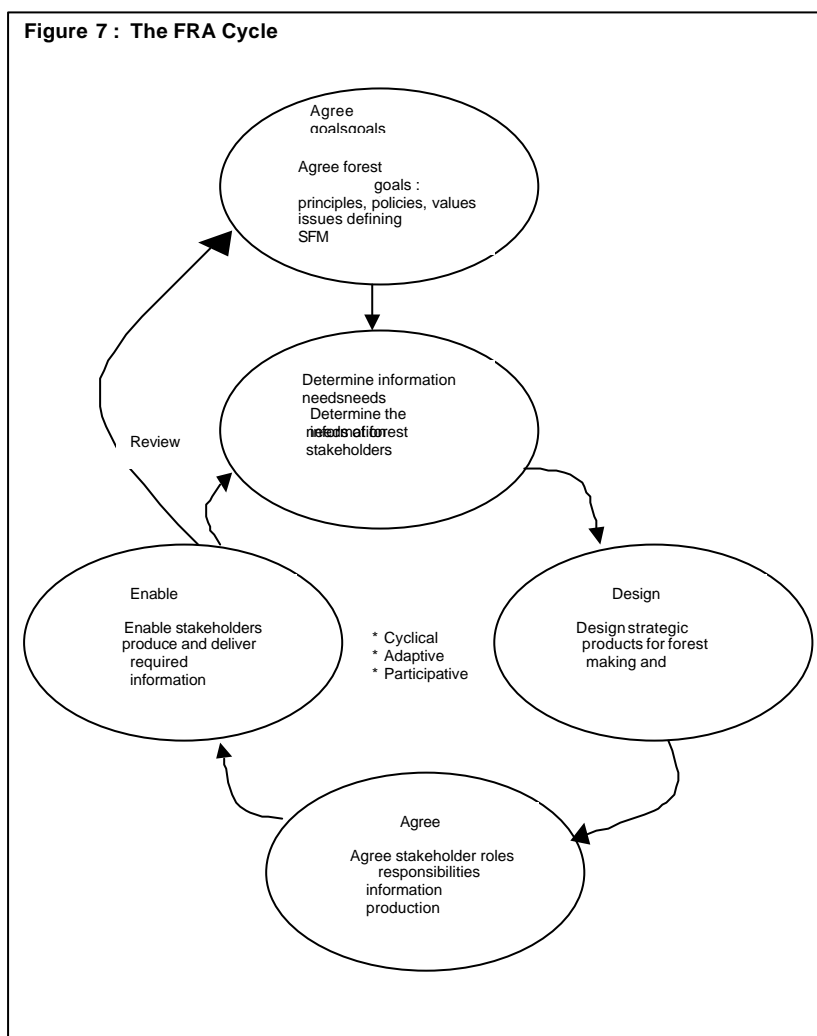 Figure 7 : The FRA Cycle
Agree
goalsgoals
Agree forest
goals :
principles, policies, values
issues defining
SFM
Determine information
needsneeds
Determine the
stakeholders
Review
Enable
Enable stakeholders
produce and deliver
required
information
* Cyclical
* Adaptive
* Participative
Design
Design strategic
products for forest
making and
Agree
Agree stakeholder roles
responsibilities
information
production